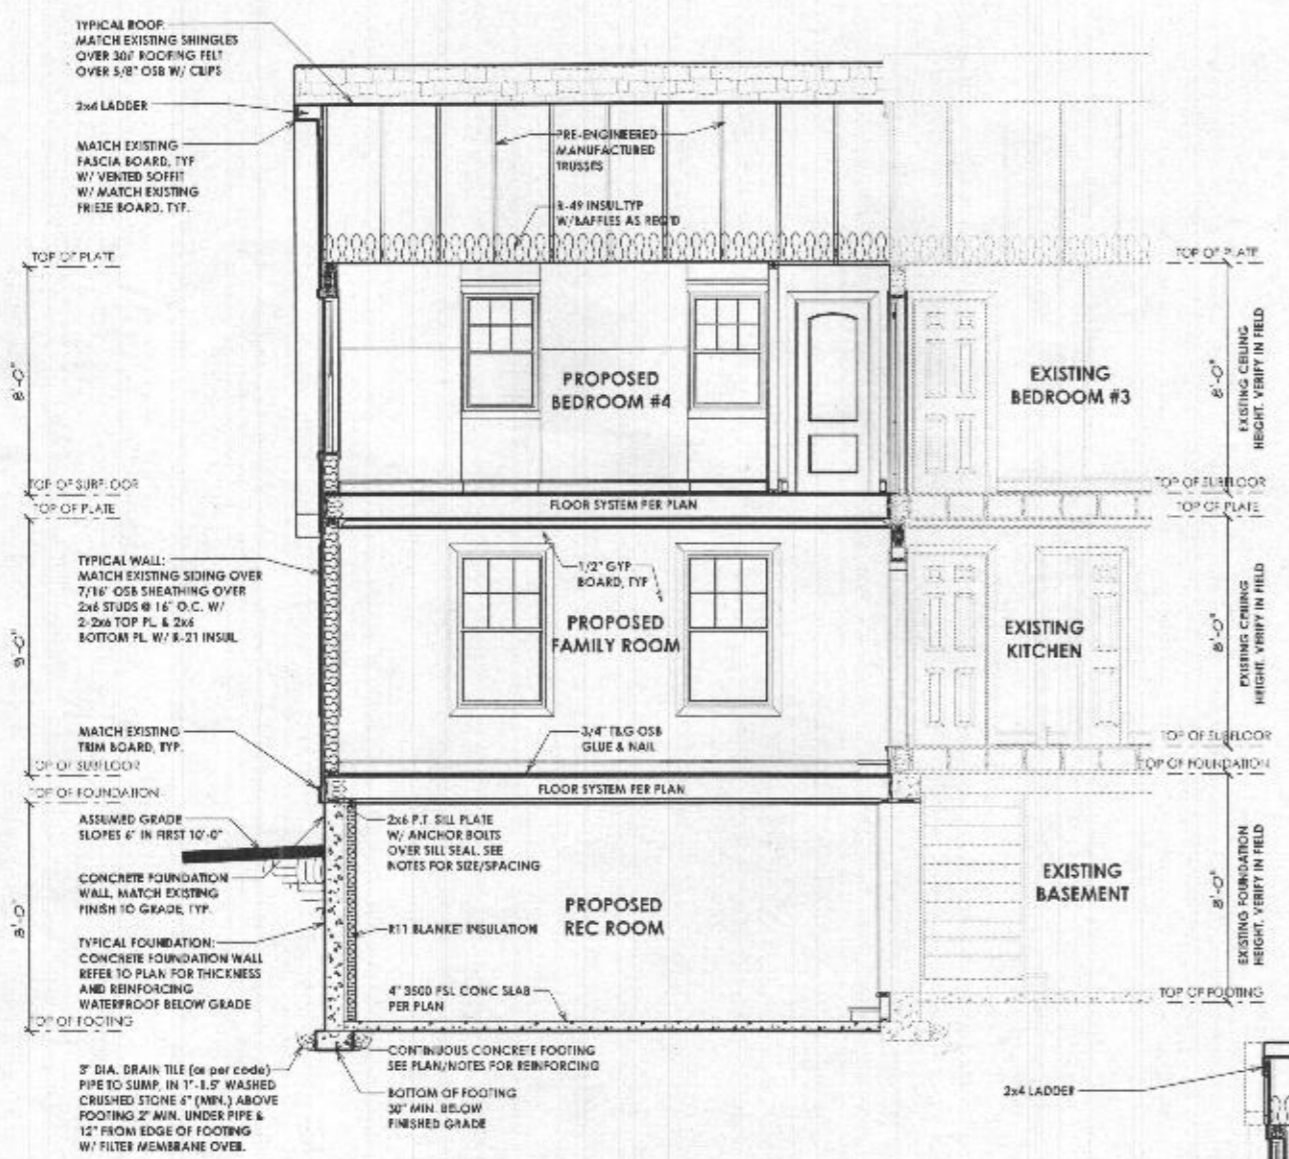 TYPICAL ROOF:
MATCH EXISTING SHINGLES
OVER 30# ROOFING FELT
OVER 5/8" OSB W/ CLIPS
2x4 LADDER
MATCH EXISTING
FASCIA BOARD, TYP
W/ VENTED SOFFIT
W/ MATCH EXISTING
FRIEZE BOARD, TYP.
PRE-ENGINEERED
MANUFACTURED
TRUSSES
R-49 INSUL.TYP
W/BAFFLES AS REQ'D
TOP OF PLATE
TOP OF PLATE
8'-0"
PROPOSED
BEDROOM #4
EXISTING
BEDROOM #3
8'-0"
EXISTING CEILING
HEIGHT. VERIFY IN FIELD
TOP OF SUBFLOOR
TOP OF SUBFLOOR
TOP OF PLATE
FLOOR SYSTEM PER PLAN
TOP OF PLATE
TYPICAL WALL:
MATCH EXISTING SIDING OVER
7/16" OSB SHEATHING OVER
2x6 STUDS @ 16" O.C. W/
2-2x6 TOP PL. & 2x6
BOTTOM PL. W/ R-21 INSUL.
1/2" GYP.
BOARD, TYP
9'-0"
PROPOSED
FAMILY ROOM
EXISTING
KITCHEN
8'-0"
EXISTING CEILING
HEIGHT. VERIFY IN FIELD
MATCH EXISTING
TRIM BOARD, TYP.
3/4" T&G OSB
GLUE & NAIL
TOP OF SUBFLOOR
TOP OF SUBFLOOR
TOP OF FOUNDATION
TOP OF FOUNDATION
FLOOR SYSTEM PER PLAN
ASSUMED GRADE
SLOPES 6" IN FIRST 10'-0"
2x6 P.T. SILL PLATE
W/ ANCHOR BOLTS
OVER SILL SEAL. SEE
NOTES FOR SIZE/SPACING
CONCRETE FOUNDATION
WALL, MATCH EXISTING
FINISH TO GRADE, TYP.
8'-0"
PROPOSED
REC ROOM
EXISTING
BASEMENT
8'-0"
EXISTING FOUNDATION
HEIGHT. VERIFY IN FIELD
R11 BLANKET INSULATION
TYPICAL FOUNDATION:
CONCRETE FOUNDATION WALL
REFER TO PLAN FOR THICKNESS
AND REINFORCING
WATERPROOF BELOW GRADE
4" 3500 PSI. CONC SLAB
PER PLAN
TOP OF FOOTING
TOP OF FOOTING
CONTINUOUS CONCRETE FOOTING
SEE PLAN/NOTES FOR REINFORCING
3" DIA. DRAIN TILE (or per code)
PIPE TO SUMP, IN 1"-1.5" WASHED
CRUSHED STONE 6" (MIN.) ABOVE
FOOTING 2" MIN. UNDER PIPE &
12" FROM EDGE OF FOOTING
W/ FILTER MEMBRANE OVER.
BOTTOM OF FOOTING
30" MIN. BELOW
FINISHED GRADE
2x4 LADDER